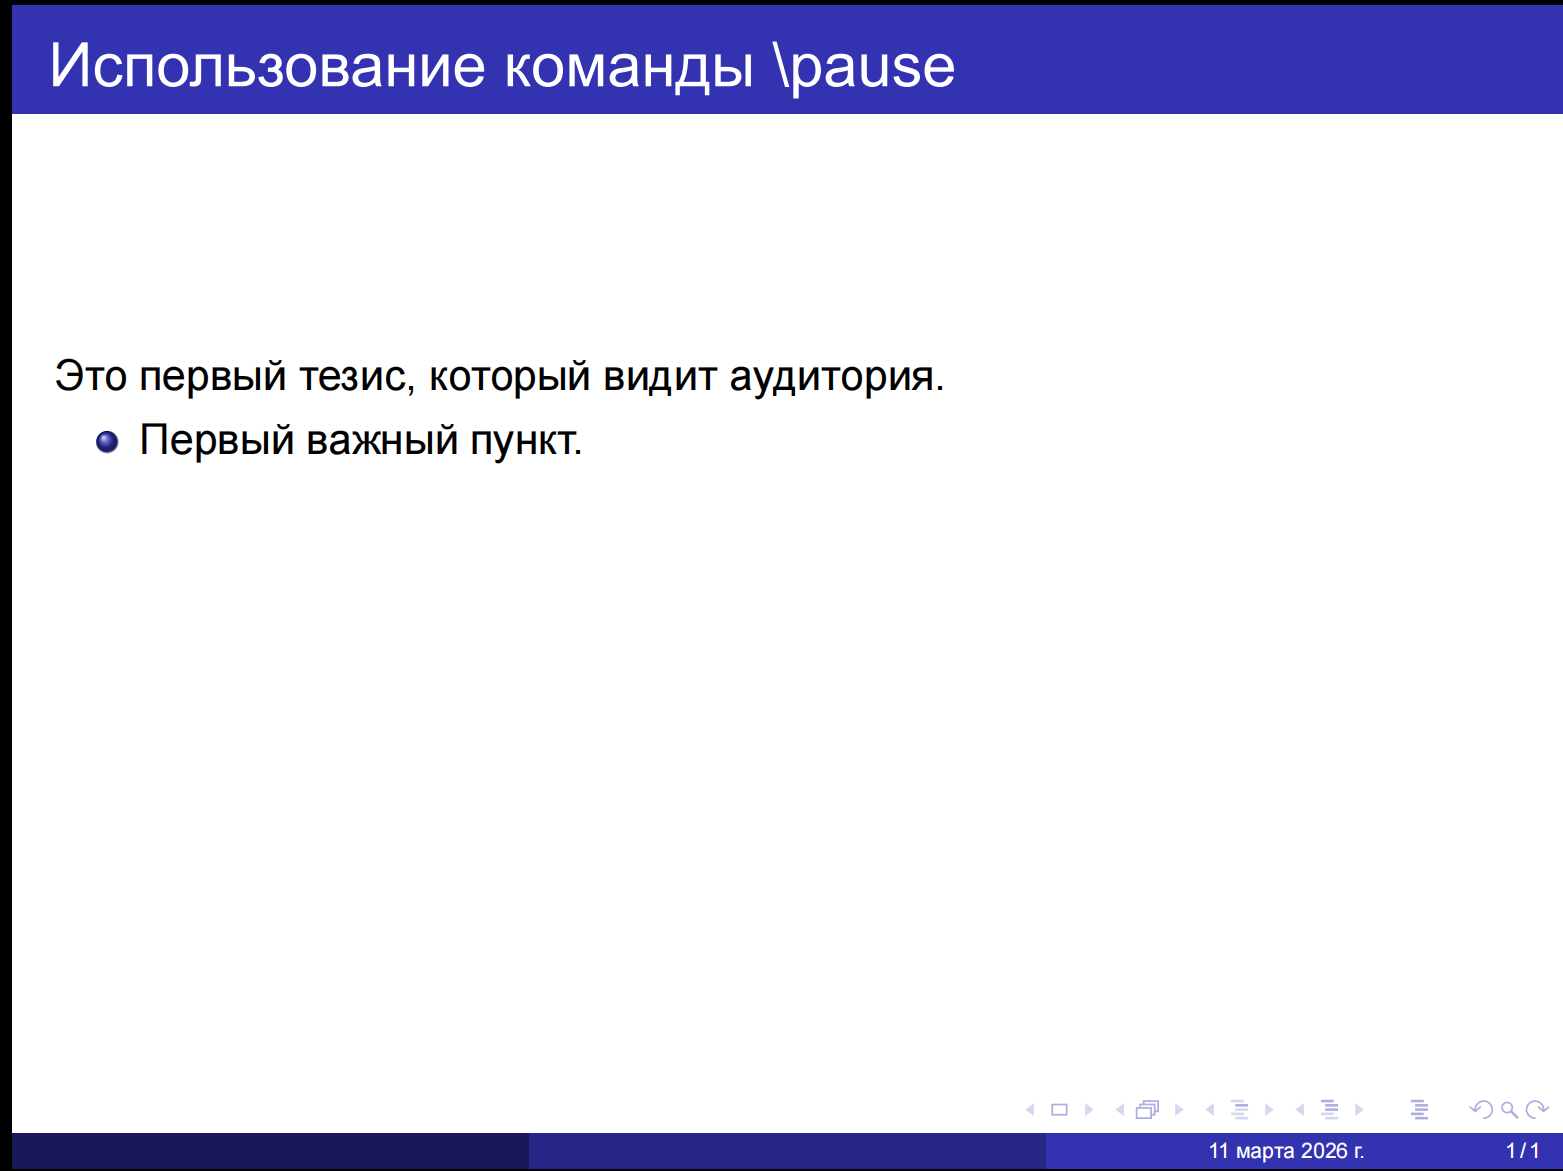 Использование команды \pause
Это первый тезис, который видит аудитория.
Первый важный пункт.
11 марта 2026 г.
1 / 1